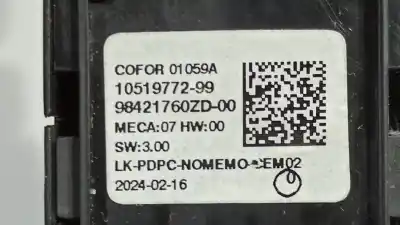 COFOR 01059A
10519772-99
98421760ZD-00
MECA:07 HW:00
SW:3.00
LK-PDPC-NOMEMO-CEM02
2024-02-16